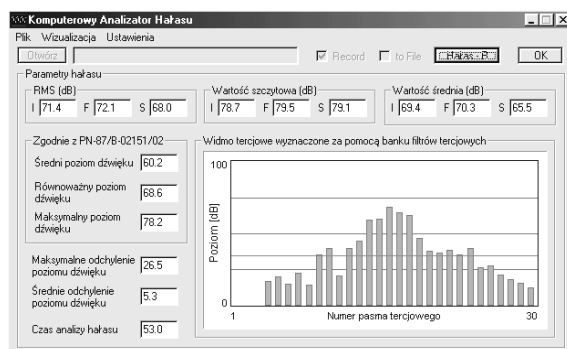 Komputerowy Analizator Hałasu
Plik Wizualizacja Ustawienia
Otwórz Record to File Hałas - B OK
Parametry hałasu
RMS (dB) Wartość szczytowa (dB) Wartość średnia (dB)
I 71.4 F 72.1 S 68.0 I 78.7 F 79.5 S 79.1 I 69.4 F 70.3 S 65.5
Zgodnie z PN-87/B-02151/02
Średni poziom dźwięku 60.2
Równoważny poziom
dźwięku 68.6
Maksymalny poziom
dźwięku 78.2
Maksymalne odchylenie
poziomu dźwięku 26.5
Średnie odchylenie
poziomu dźwięku 5.3
Czas analizy hałasu 53.0
Widmo tercjowe wyznaczone za pomocą banku filtrów tercjowych
100
Poziom [dB]
0
1 Numer pasma tercjowego 30